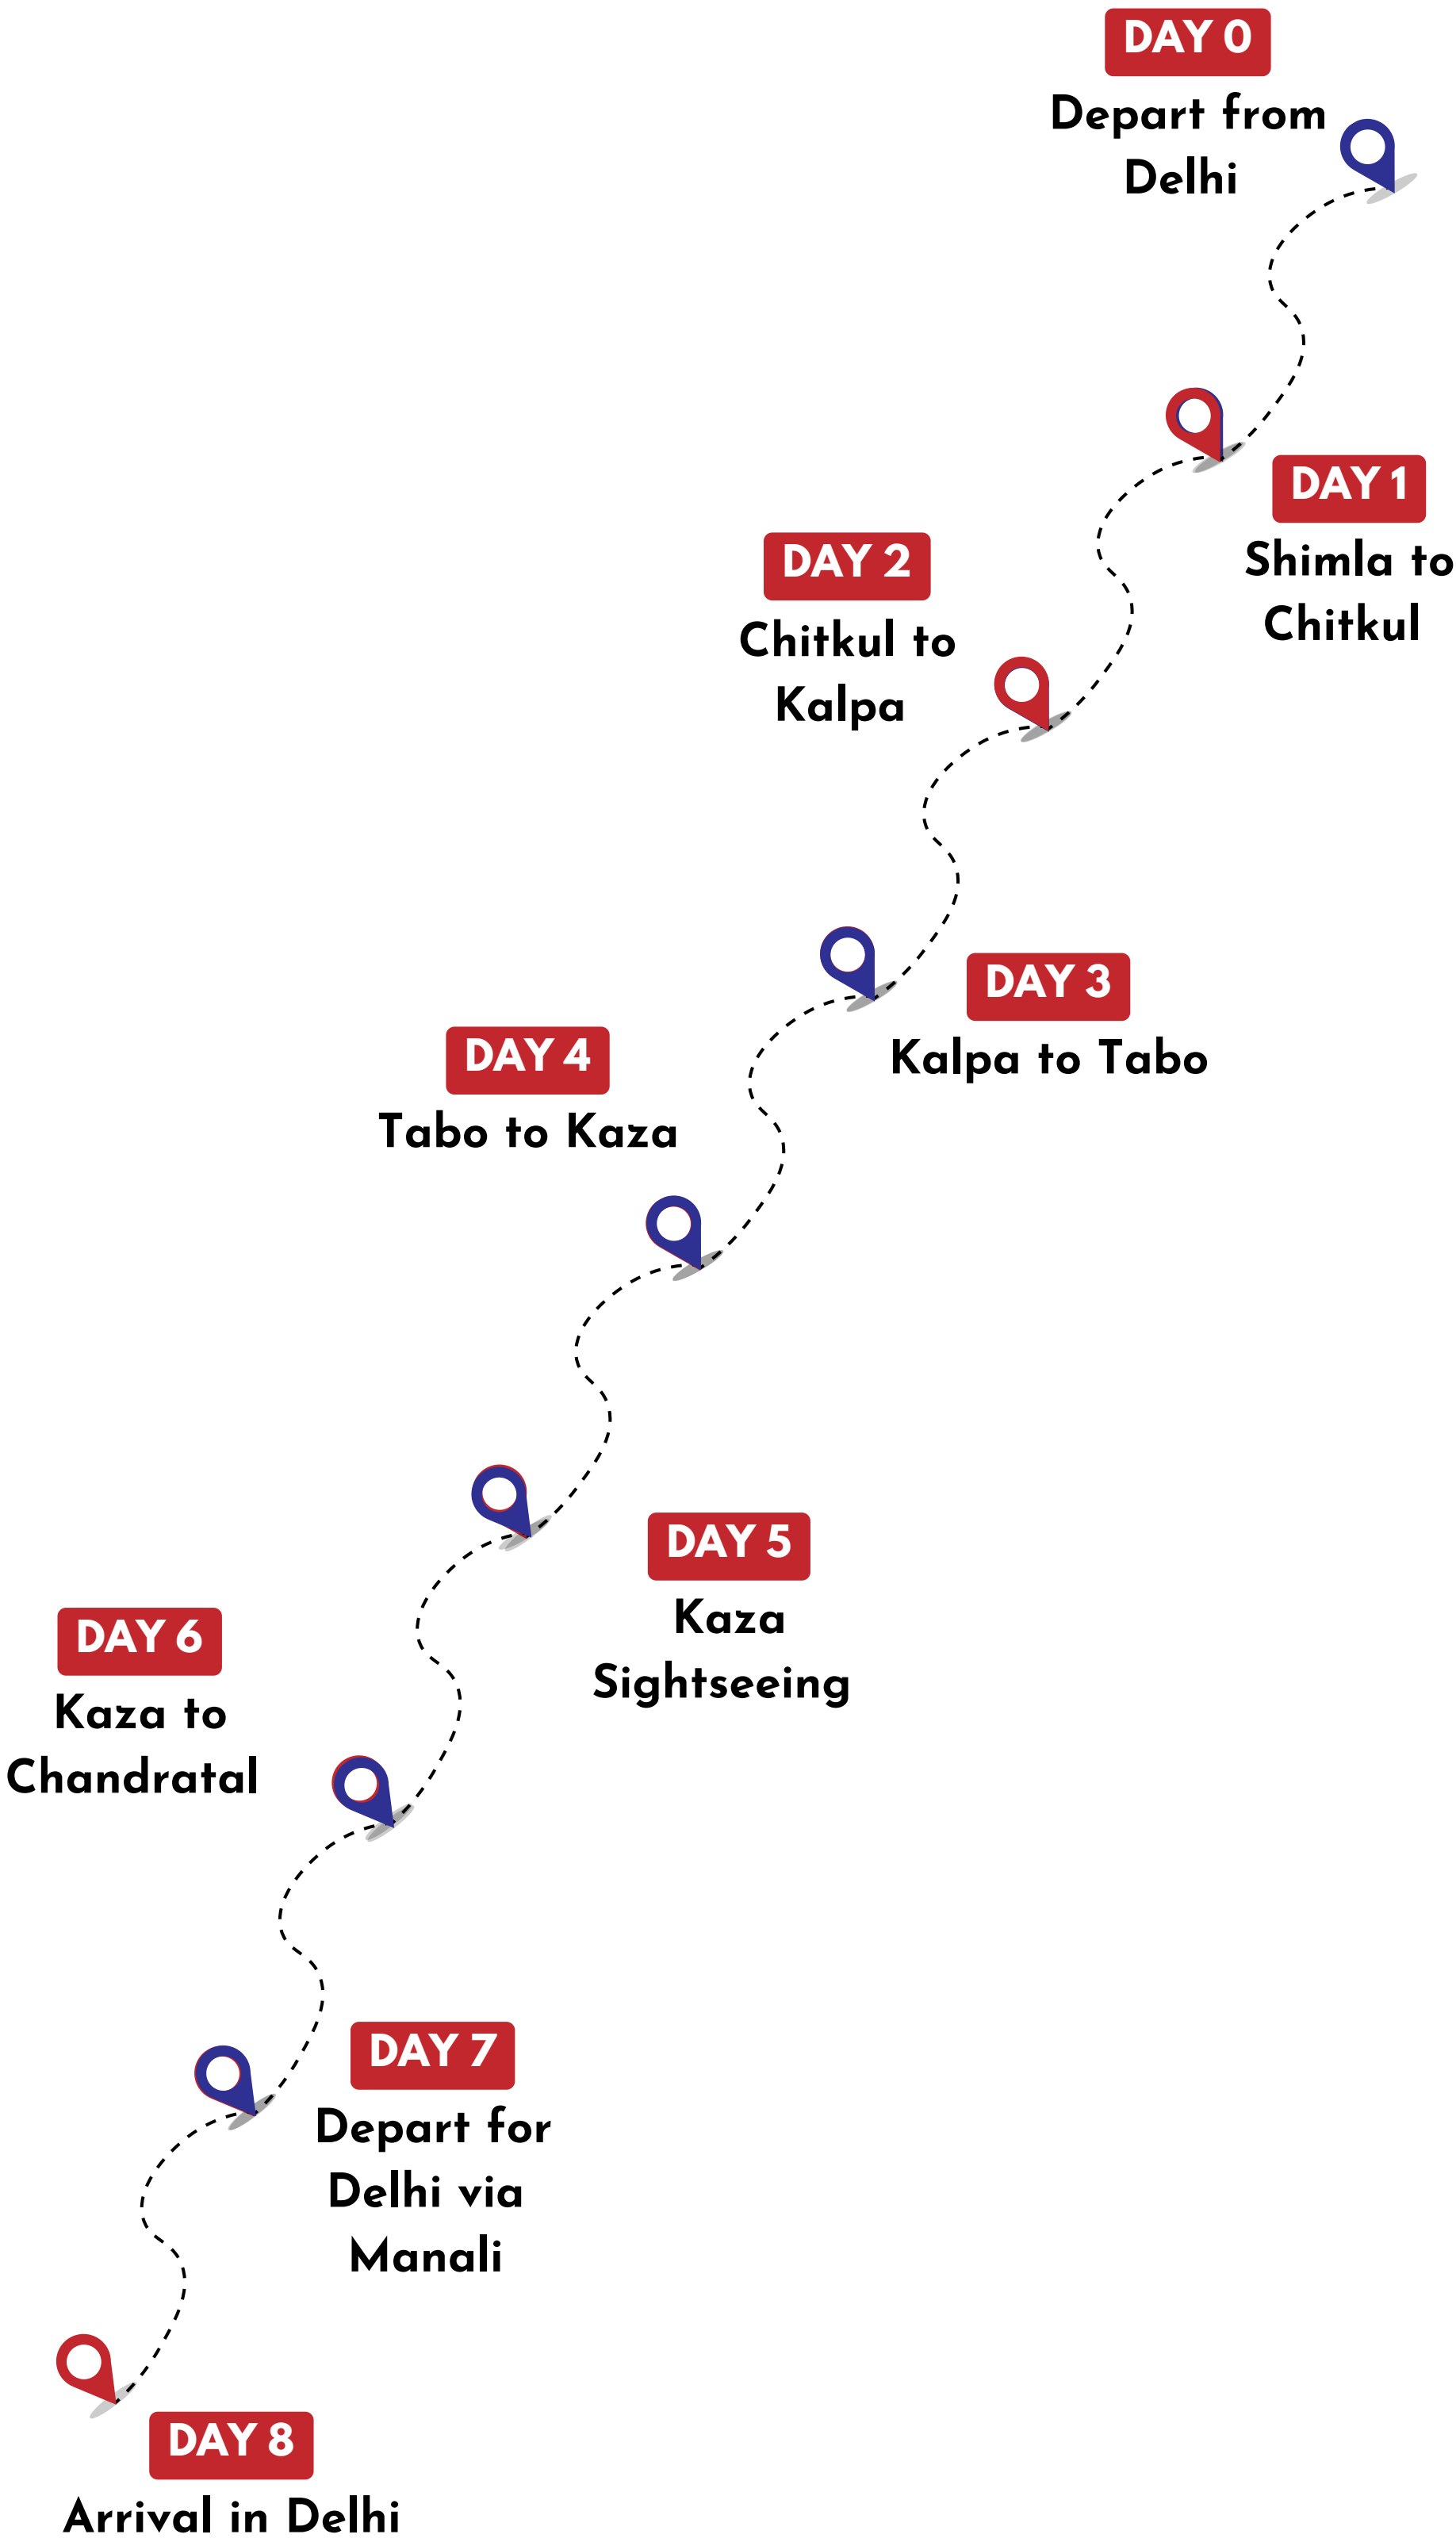 DAY 0
Depart from
Delhi
DAY 1
Shimla to
Chitkul
DAY 2
Chitkul to
Kalpa
DAY 3
Kalpa to Tabo
DAY 4
Tabo to Kaza
DAY 5
Kaza
Sightseeing
DAY 6
Kaza to
Chandratal
DAY 7
Depart for
Delhi via
Manali
DAY 8
Arrival in Delhi